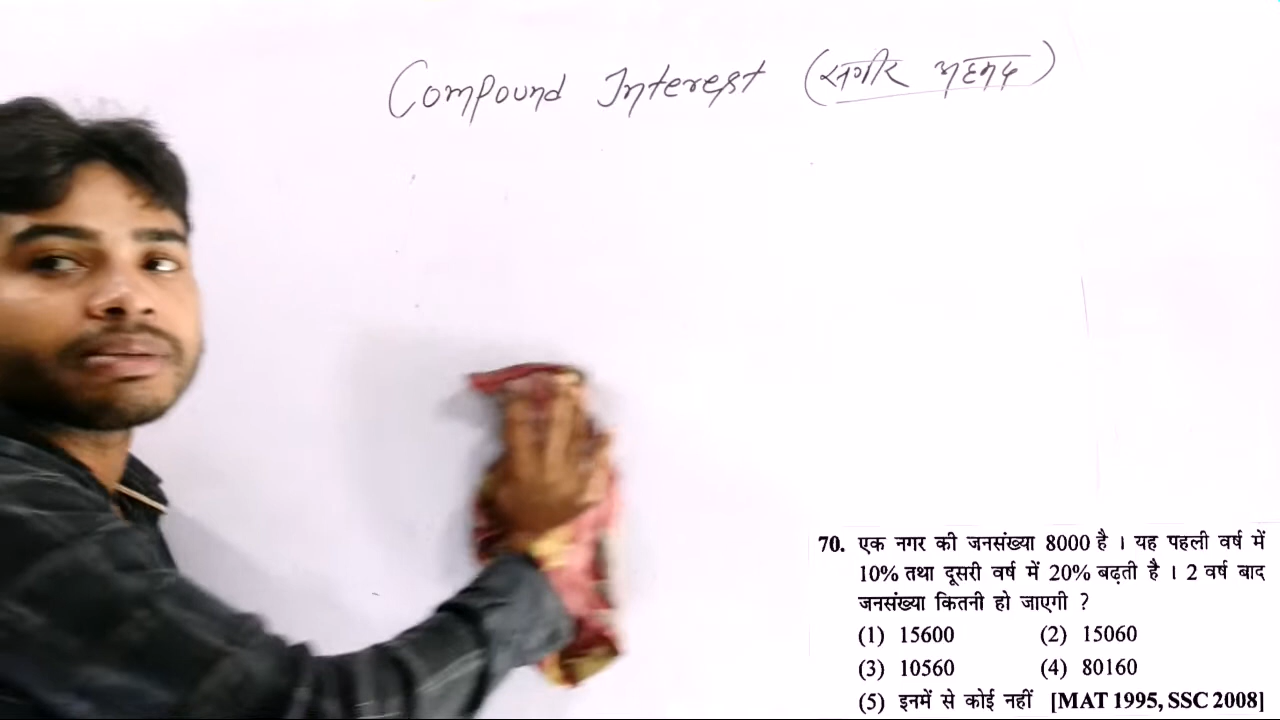 Compound Interest (सगीर अहमद)
70. एक नगर की जनसंख्या 8000 है । यह पहली वर्ष में
10% तथा दूसरी वर्ष में 20% बढ़ती है । 2 वर्ष बाद
जनसंख्या कितनी हो जाएगी ?
(1) 15600 (2) 15060
(3) 10560 (4) 80160
(5) इनमें से कोई नहीं [MAT 1995, SSC 2008]